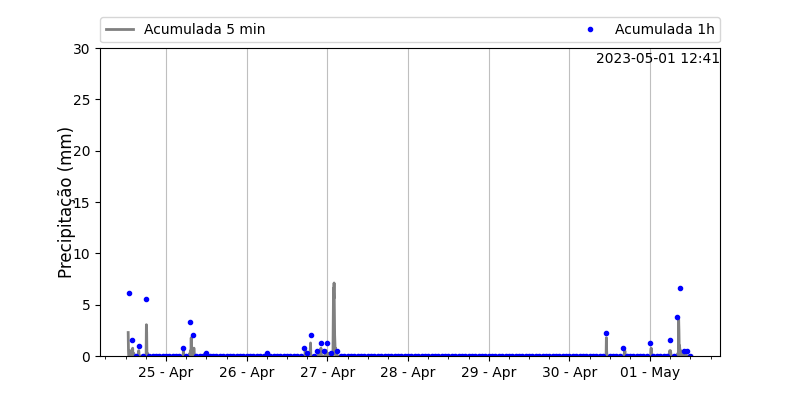 Acumulada 5 min
Acumulada 1h
2023-05-01 12:41
Precipitação (mm)
30
25
20
15
10
5
0
25 - Apr
26 - Apr
27 - Apr
28 - Apr
29 - Apr
30 - Apr
01 - May